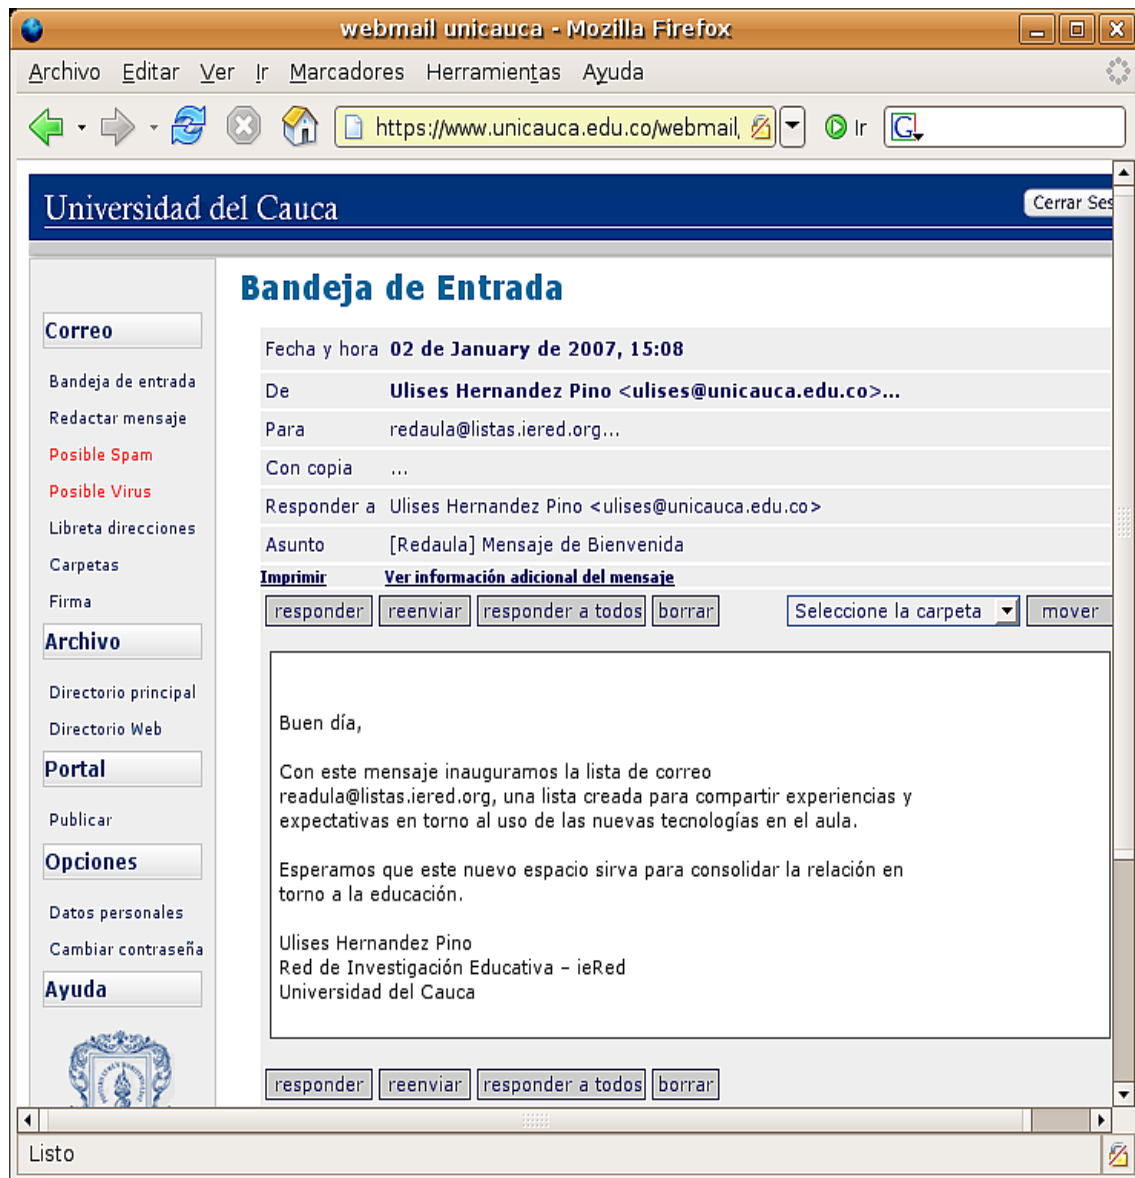 webmail unicauca - Mozilla Firefox
Archivo Editar Ver Ir Marcadores Herramientas Ayuda
https://www.unicauca.edu.co/webmail, Ir G
Universidad del Cauca
Cerrar Ses
Bandeja de Entrada
Correo
Bandeja de entrada
Redactar mensaje
Posible Spam
Posible Virus
Libreta direcciones
Carpetas
Firma
Archivo
Directorio principal
Directorio Web
Portal
Publicar
Opciones
Datos personales
Cambiar contraseña
Ayuda
Fecha y hora 02 de January de 2007, 15:08
De Ulises Hernandez Pino <ulises@unicauca.edu.co>...
Para redaula@listas.iered.org...
Con copia ...
Responder a Ulises Hernandez Pino <ulises@unicauca.edu.co>
Asunto [Redaula] Mensaje de Bienvenida
Imprimir Ver información adicional del mensaje
responder reenviar responder a todos borrar Seleccione la carpeta mover
Buen día,
Con este mensaje inauguramos la lista de correo
readula@listas.iered.org, una lista creada para compartir experiencias y
expectativas en torno al uso de las nuevas tecnologías en el aula.
Esperamos que este nuevo espacio sirva para consolidar la relación en
torno a la educación.
Ulises Hernandez Pino
Red de Investigación Educativa – ieRed
Universidad del Cauca
responder reenviar responder a todos borrar
Listo